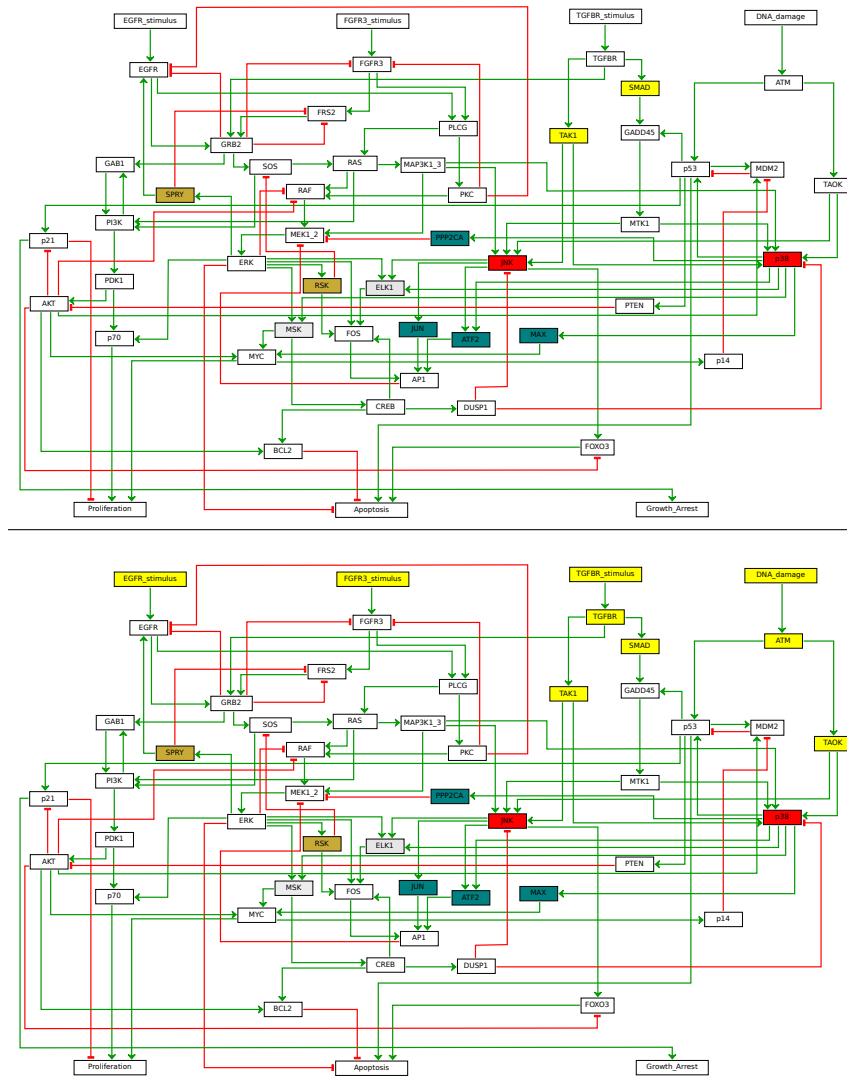 EGFR_stimulus FGFR3_stimulus TGFBR_stimulus DNA_damage
EGFR FGFR3 TGFBR ATM
SMAD
FRS2
GRB2 PLCG TAK1 GADD45
GAB1 SOS RAS MAP3K1_3 p53 MDM2
SPRY RAF PKC TAOK
PI3K MTK1
p21 MEK1_2 PPP2CA
ERK JNK p38
PDK1 RSK ELK1
AKT PTEN
p70 MSK FOS JUN ATF2 MAX
MYC p14
AP1
CREB DUSP1
BCL2 FOXO3
Proliferation Apoptosis Growth_Arrest
EGFR_stimulus FGFR3_stimulus TGFBR_stimulus DNA_damage
EGFR FGFR3 TGFBR ATM
SMAD
FRS2
GRB2 PLCG TAK1 GADD45
GAB1 SOS RAS MAP3K1_3 p53 MDM2
SPRY RAF PKC TAOK
PI3K MTK1
p21 MEK1_2 PPP2CA
ERK JNK p38
PDK1 RSK ELK1
AKT PTEN
p70 MSK FOS JUN ATF2 MAX
MYC p14
AP1
CREB DUSP1
BCL2 FOXO3
Proliferation Apoptosis Growth_Arrest